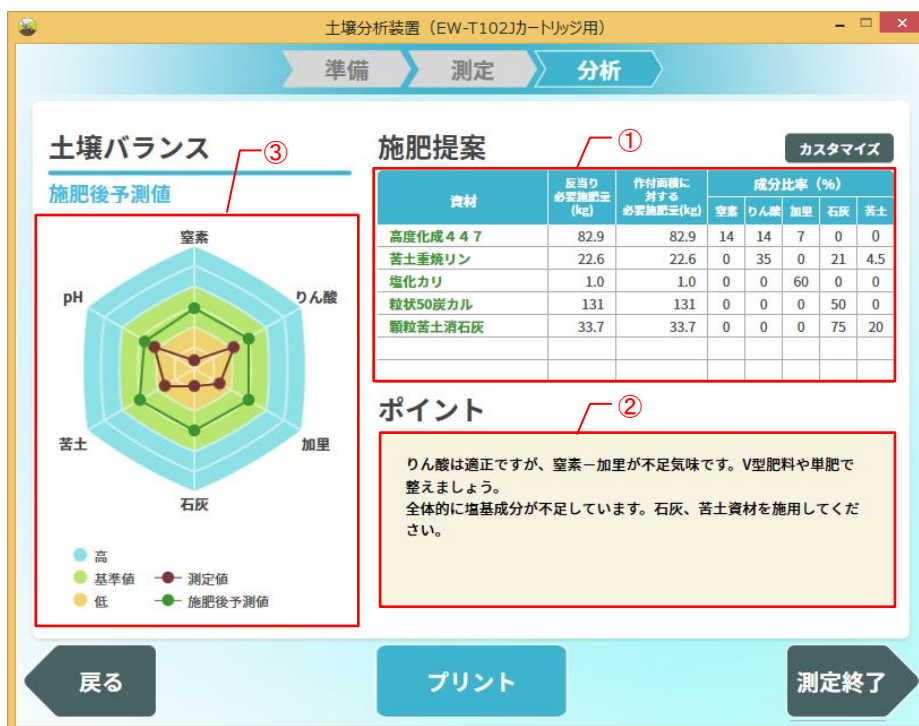 土壌分析装置（EW-T102Jカートリッジ用）
準備
測定
分析
土壌バランス
③
施肥後予測値
窒素
りん酸
加里
石灰
苦土
pH
高
基準値
低
測定値
施肥後予測値
施肥提案
①
カスタマイズ
資材 反当り必要施肥量(kg) 作付面積に対する必要施肥量(kg) 成分比率（%）
窒素 りん酸 加里 石灰 苦土
高度化成４４７ 82.9 82.9 14 14 7 0 0
苦土重焼リン 22.6 22.6 0 35 0 21 4.5
塩化カリ 1.0 1.0 0 0 60 0 0
粒状50炭カル 131 131 0 0 0 50 0
顆粒苦土消石灰 33.7 33.7 0 0 0 75 20
ポイント
②
りん酸は適正ですが、窒素－加里が不足気味です。V型肥料や単肥で
整えましょう。
全体的に塩基成分が不足しています。石灰、苦土資材を施用してくだ
さい。
戻る
プリント
測定終了